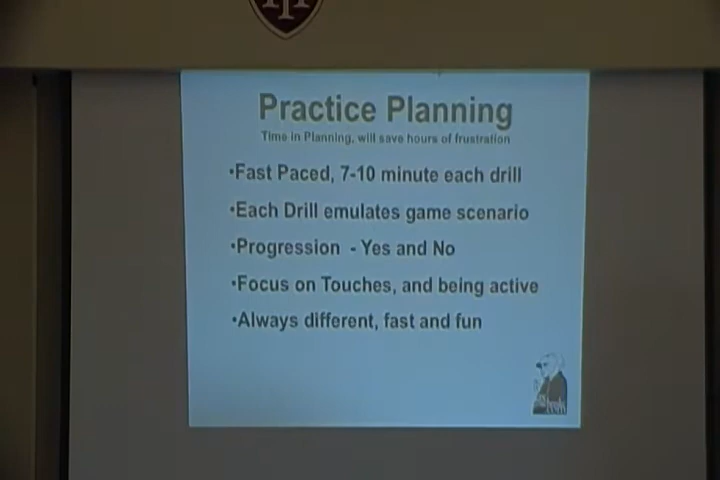 Practice Planning
Time in Planning, will save hours of frustration
•Fast Paced, 7-10 minute each drill
•Each Drill emulates game scenario
•Progression - Yes and No
•Focus on Touches, and being active
•Always different, fast and fun